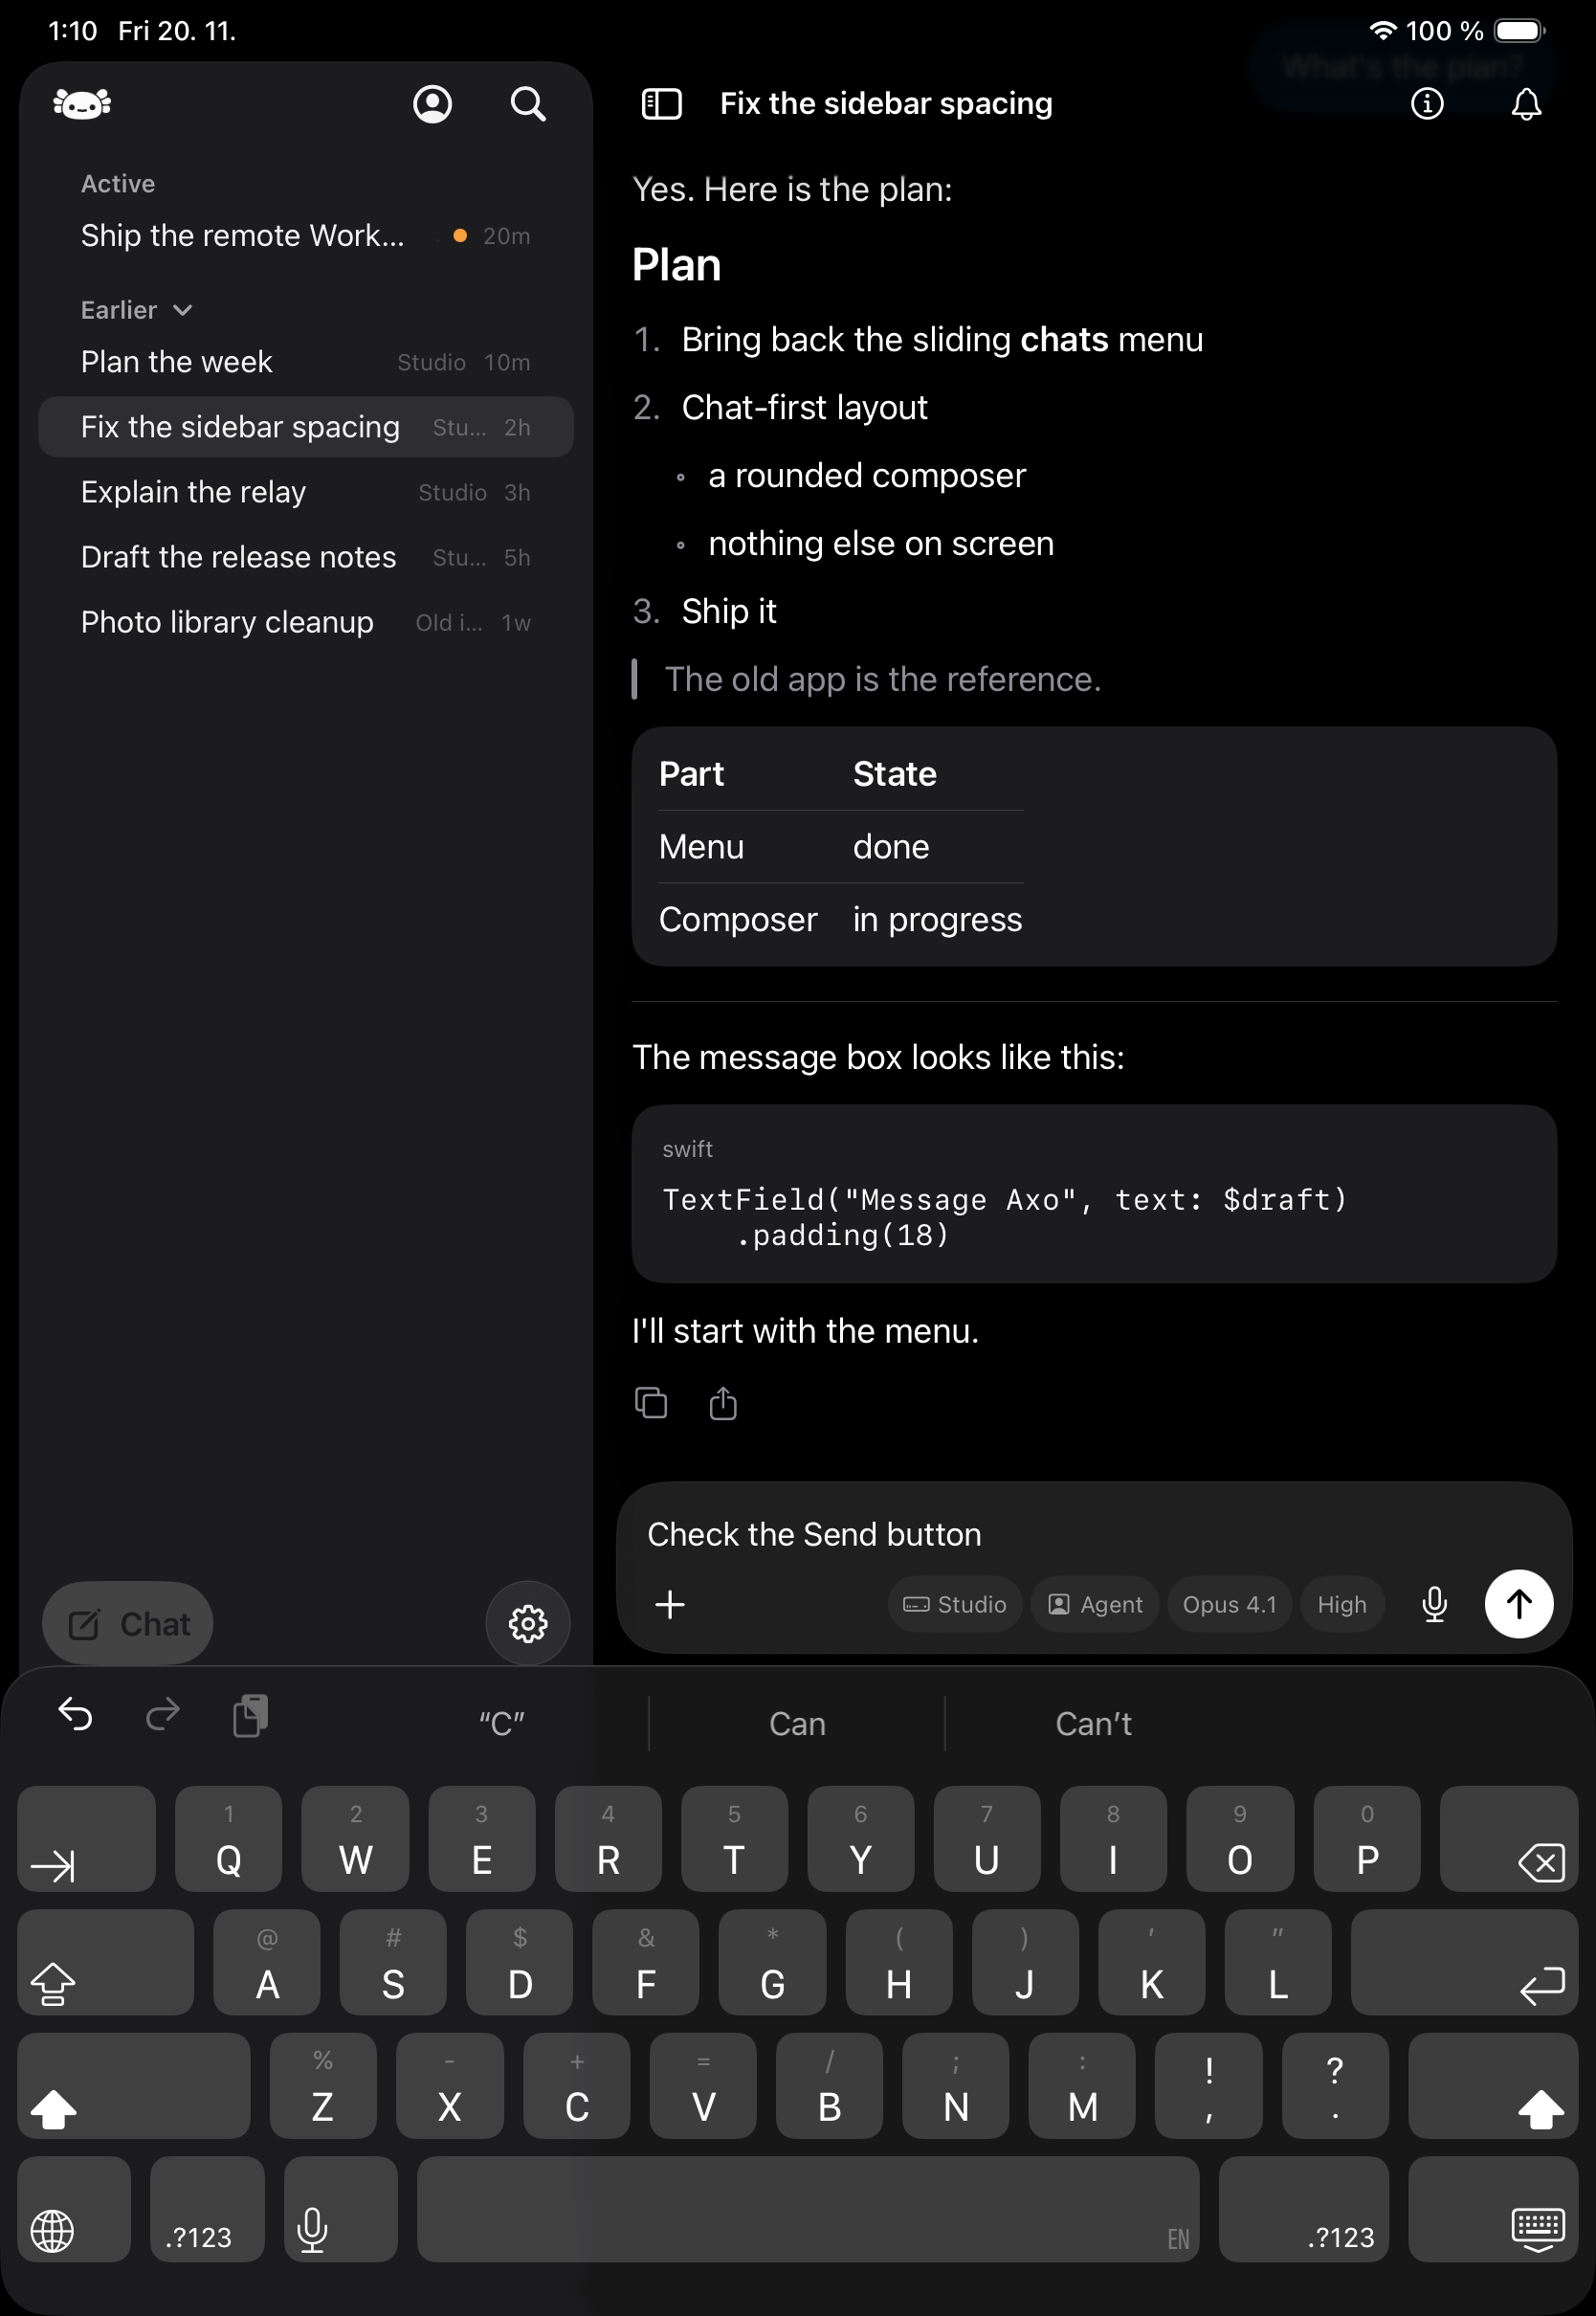 1:10 Fri 20. 11.
100 %
What's the plan?
Fix the sidebar spacing
Active
Ship the remote Work... 20m
Earlier
Plan the week Studio 10m
Fix the sidebar spacing Stu... 2h
Explain the relay Studio 3h
Draft the release notes Stu... 5h
Photo library cleanup Old i... 1w
Chat
Yes. Here is the plan:
Plan
1. Bring back the sliding chats menu
2. Chat-first layout
◦ a rounded composer
◦ nothing else on screen
3. Ship it
The old app is the reference.
Part State
Menu done
Composer in progress
The message box looks like this:
swift
TextField("Message Axo", text: $draft)
    .padding(18)
I'll start with the menu.
Check the Send button
Studio Agent Opus 4.1 High
“C” Can Can’t
1 2 3 4 5 6 7 8 9 0
Q W E R T Y U I O P
@ # $ & * ( ) ' "
A S D F G H J K L
% - + = / ; : ! ?
Z X C V B N M , .
.?123 EN .?123